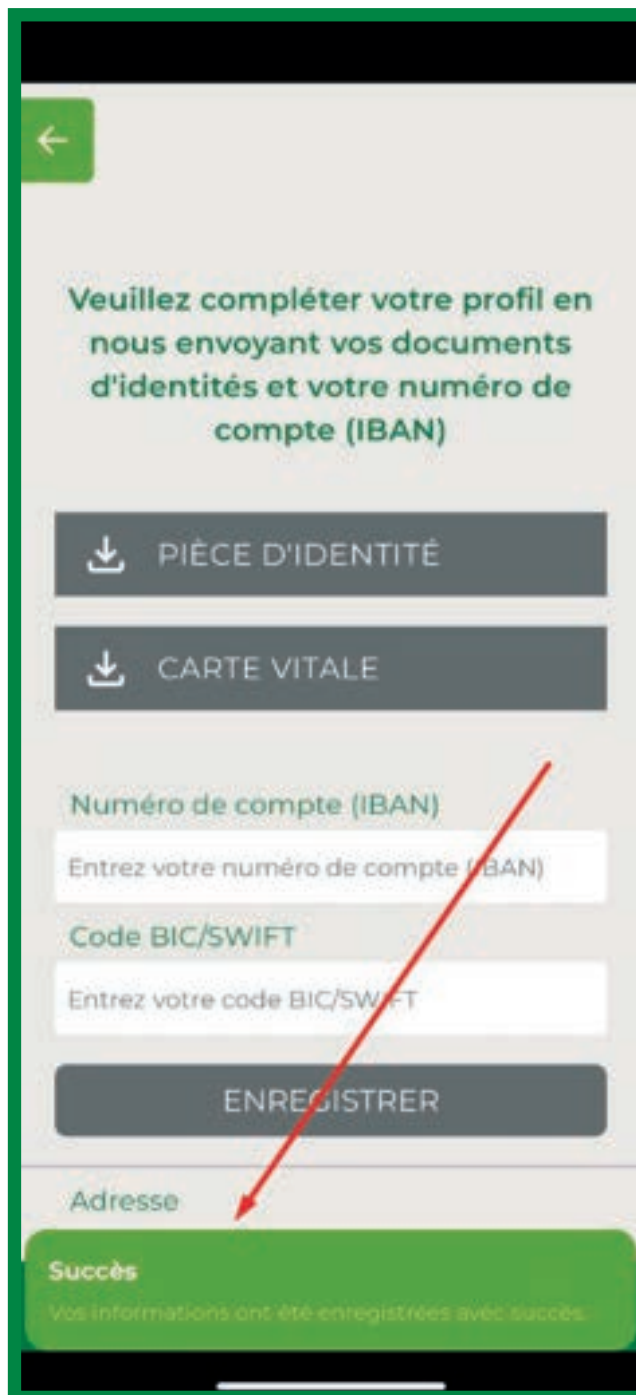 Veuillez compléter votre profil en
nous envoyant vos documents
d'identités et votre numéro de
compte (IBAN)
PIÈCE D'IDENTITÉ
CARTE VITALE
Numéro de compte (IBAN)
Entrez votre numéro de compte (IBAN)
Code BIC/SWIFT
Entrez votre code BIC/SWIFT
ENREGISTRER
Adresse
Succès
Vos informations ont été enregistrées avec succès.